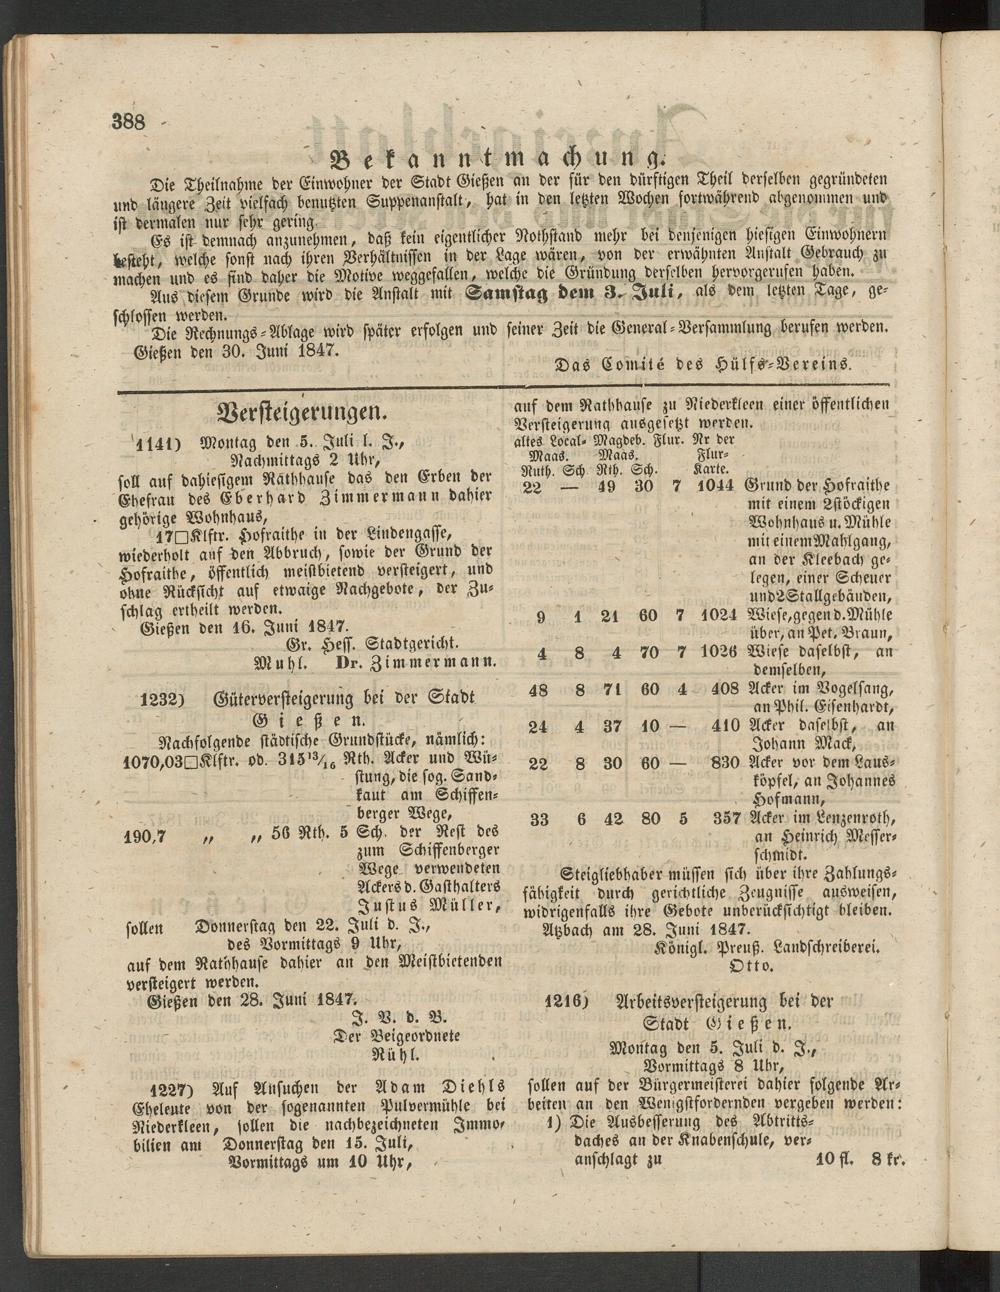 388
Bekanntmachung.
Die Theilnahme der Einwohner der Stadt Gießen an der für den dürftigen Theil derselben gegründeten
und längere Zeit vielfach benutzten Suppenanstalt, hat in den letzten Wochen fortwährend abgenommen und
ist dermalen nur sehr gering.
Es ist demnach anzunehmen, daß kein eigentlicher Nothstand mehr bei denjenigen hiesigen Einwohnern
besteht, welche sonst nach ihren Verhältnissen in der Lage wären, von der erwähnten Anstalt Gebrauch zu
machen und es sind daher die Motive weggefallen, welche die Gründung derselben hervorgerufen haben.
Aus diesem Grunde wird die Anstalt mit Samstag dem 3. Juli, als dem letzten Tage, ge-
schlossen werden.
Die Rechnungs-Ablage wird später erfolgen und seiner Zeit die General-Versammlung berufen werden.
Gießen den 30. Juni 1847.
Das Comité des Hülfs-Vereins.
Versteigerungen.
1141) Montag den 5. Juli l. J.,
Nachmittags 2 Uhr,
soll auf dahiesigem Rathhause das den Erben der
Ehefrau des Eberhard Zimmermann dahier
gehörige Wohnhaus,
17□Klftr. Hofraithe in der Lindengasse,
wiederholt auf den Abbruch, sowie der Grund der
Hofraithe, öffentlich meistbietend versteigert, und
ohne Rücksicht auf etwaige Nachgebote, der Zu-
schlag ertheilt werden.
Gießen den 16. Juni 1847.
Gr. Hess. Stadtgericht.
Muhl. Dr. Zimmermann.
1232) Güterversteigerung bei der Stadt
Gießen.
Nachfolgende städtische Grundstücke, nämlich:
1070,03□Klftr. od. 315¹³/₁₆ Rth. Acker und Wü-
stung, die sog. Sand-
kaut am Schiffen-
berger Wege,
190,7 „ „ 56 Rth. 5 Sch. der Rest des
zum Schiffenberger
Wege verwendeten
Ackers d. Gasthalters
Justus Müller,
sollen Donnerstag den 22. Juli d. J.,
des Vormittags 9 Uhr,
auf dem Rathhause dahier an den Meistbietenden
versteigert werden.
Gießen den 28. Juni 1847.
J. V. d. B.
Der Beigeordnete
Rühl.
1227) Auf Ansuchen der Adam Diehls
Eheleute von der sogenannten Pulvermühle bei
Niederkleen, sollen die nachbezeichneten Immo-
bilien am Donnerstag den 15. Juli,
Vormittags um 10 Uhr,
auf dem Rathhause zu Niederkleen einer öffentlichen
Versteigerung ausgesetzt werden.
altes Local- Magdeb. Flur. Nr der
Maas. Maas. Flur-
Ruth. Sch Rth. Sch. Karte.
22 — 49 30 7 1044 Grund der Hofraithe
mit einem 2stöckigen
Wohnhaus u. Mühle
mit einem Mahlgang,
an der Kleebach ge-
legen, einer Scheuer
und 2 Stallgebäuden,
9 1 21 60 7 1024 Wiese, gegen d. Mühle
über, an Pet. Braun,
4 8 4 70 7 1026 Wiese daselbst, an
demselben,
48 8 71 60 4 408 Acker im Vogelsang,
an Phil. Eisenhardt,
24 4 37 10 — 410 Acker daselbst, an
Johann Mack,
22 8 30 60 — 830 Acker vor dem Laus-
köpfel, an Johannes
Hofmann,
33 6 42 80 5 357 Acker im Lenzenroth,
an Heinrich Messer-
schmidt.
Steigliebhaber müssen sich über ihre Zahlungs-
fähigkeit durch gerichtliche Zeugnisse ausweisen,
widrigenfalls ihre Gebote unberücksichtigt bleiben.
Atzbach am 28. Juni 1847.
Königl. Preuß. Landschreiberei.
Otto.
1216) Arbeitsversteigerung bei der
Stadt Gießen.
Montag den 5. Juli d. J.,
Vormittags 8 Uhr,
sollen auf der Bürgermeisterei dahier folgende Ar-
beiten an den Wenigstfordernden vergeben werden:
1) Die Ausbesserung des Abtritts-
daches an der Knabenschule, ver-
anschlagt zu 10 fl. 8 kr.